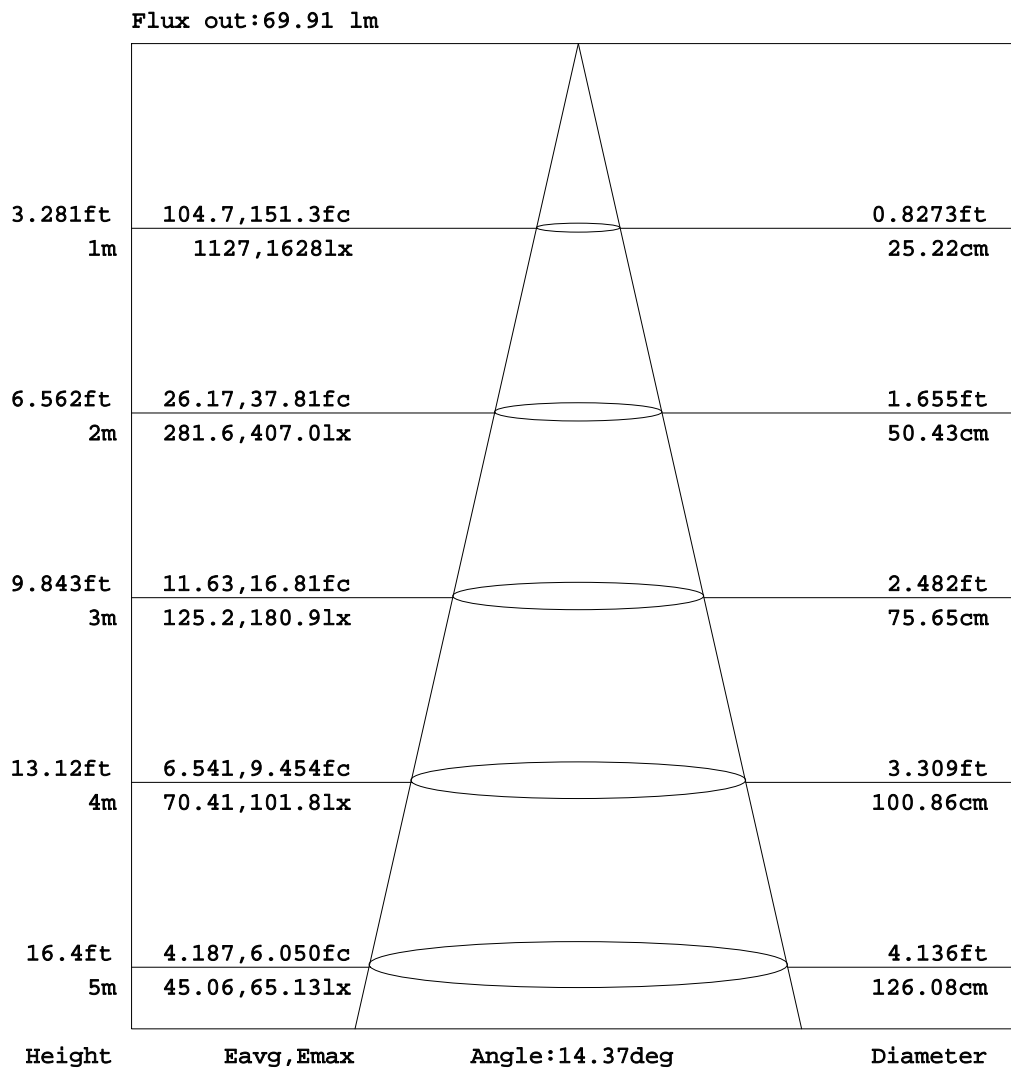 Flux out:69.91 lm
3.281ft 104.7,151.3fc 0.8273ft
1m 1127,1628lx 25.22cm
6.562ft 26.17,37.81fc 1.655ft
2m 281.6,407.0lx 50.43cm
9.843ft 11.63,16.81fc 2.482ft
3m 125.2,180.9lx 75.65cm
13.12ft 6.541,9.454fc 3.309ft
4m 70.41,101.8lx 100.86cm
16.4ft 4.187,6.050fc 4.136ft
5m 45.06,65.13lx 126.08cm
Height Eavg,Emax Angle:14.37deg Diameter